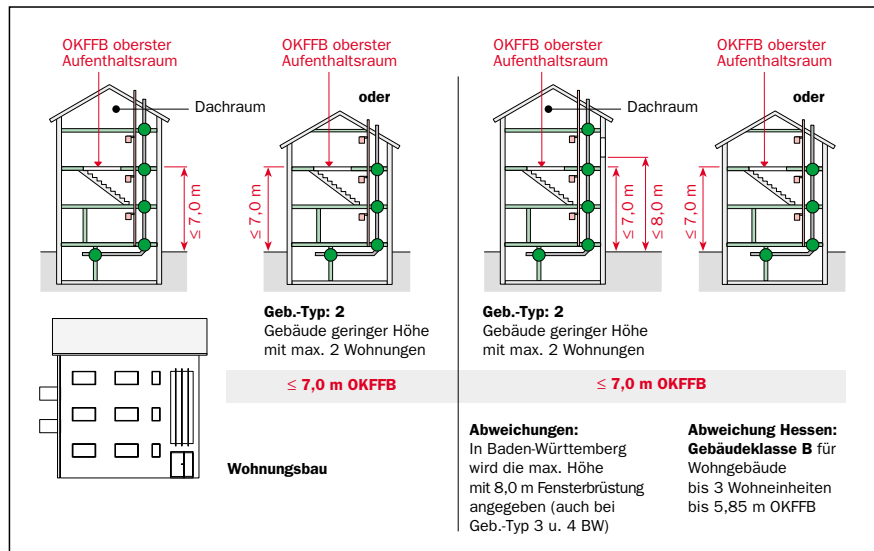 OKFFB oberster
Aufenthaltsraum
OKFFB oberster
Aufenthaltsraum
OKFFB oberster
Aufenthaltsraum
OKFFB oberster
Aufenthaltsraum
Dachraum
oder
Dachraum
oder
≤ 7,0 m
≤ 7,0 m
≤ 7,0 m
≤ 8,0 m
≤ 7,0 m
Geb.-Typ: 2
Gebäude geringer Höhe
mit max. 2 Wohnungen
Geb.-Typ: 2
Gebäude geringer Höhe
mit max. 2 Wohnungen
≤ 7,0 m OKFFB
≤ 7,0 m OKFFB
Wohnungsbau
Abweichungen:
In Baden-Württemberg
wird die max. Höhe
mit 8,0 m Fensterbrüstung
angegeben (auch bei
Geb.-Typ 3 u. 4 BW)
Abweichung Hessen:
Gebäudeklasse B für
Wohngebäude
bis 3 Wohneinheiten
bis 5,85 m OKFFB